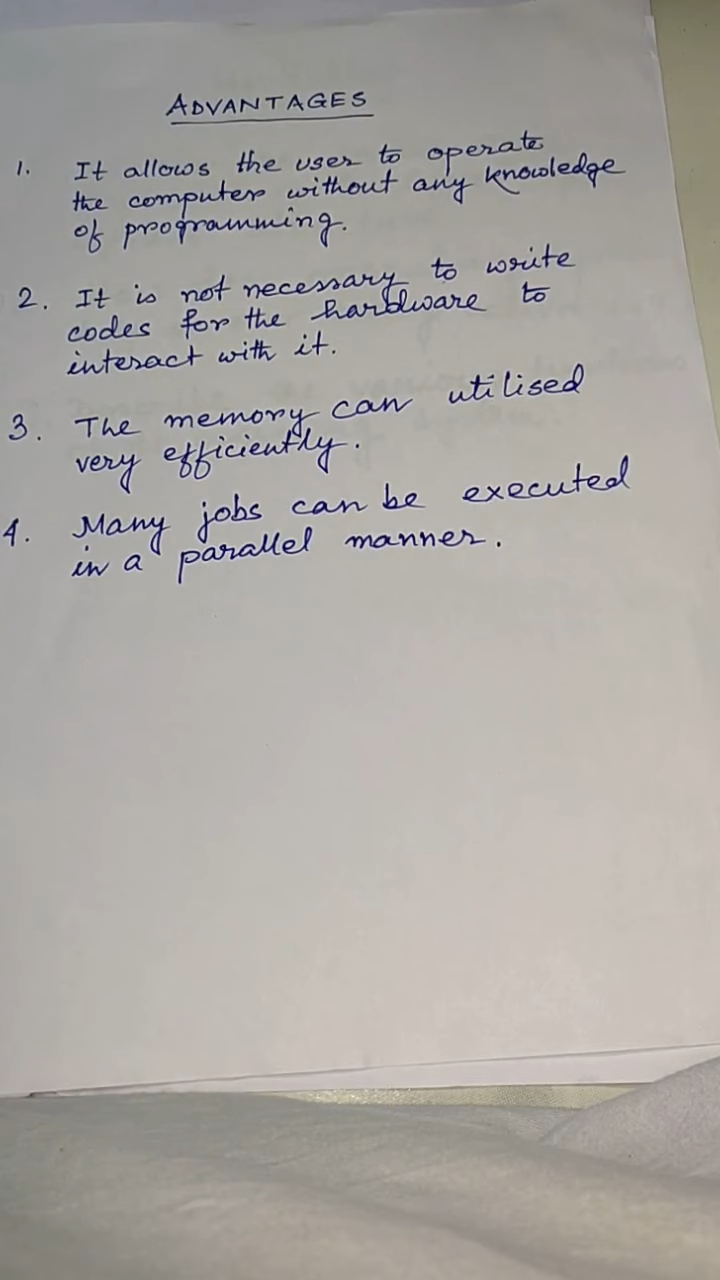 ADVANTAGES
1. It allows the user to operate
the computer without any knowledge
of programming.
2. It is not necessary to write
codes for the hardware to
interact with it.
3. The memory can utilised
very efficiently.
4. Many jobs can be executed
in a parallel manner.